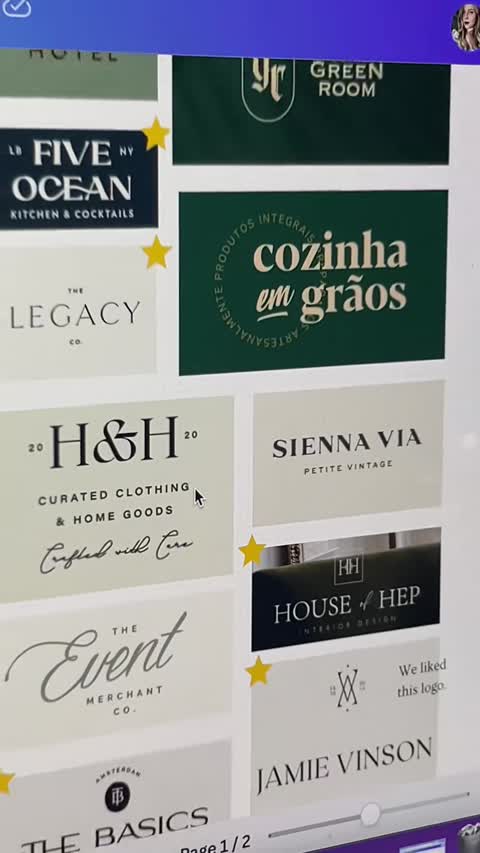 HOTEL
GREEN
ROOM
LB FIVE NY
OCEAN
KITCHEN & COCKTAILS
PRODUTOS INTEGRAIS
ARTESANALMENTE
cozinha
em grãos
THE
LEGACY
CO.
20 H&H 20
CURATED CLOTHING
& HOME GOODS
Crafted with Care
SIENNA VIA
PETITE VINTAGE
HH
HOUSE of HEP
INTERIOR DESIGN
THE
Event
MERCHANT
CO.
We liked
this logo.
JAMIE VINSON
AMSTERDAM
TB
THE BASICS
Page 1 / 2